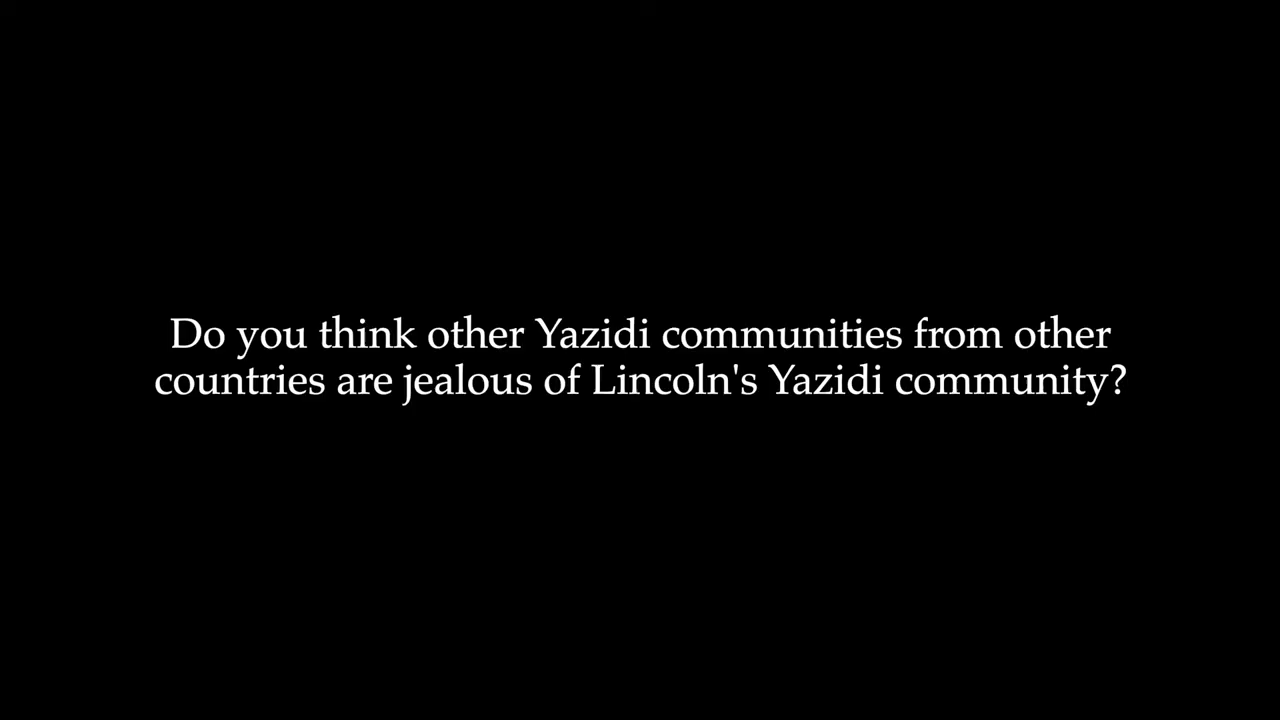 Do you think other Yazidi communities from other
countries are jealous of Lincoln's Yazidi community?